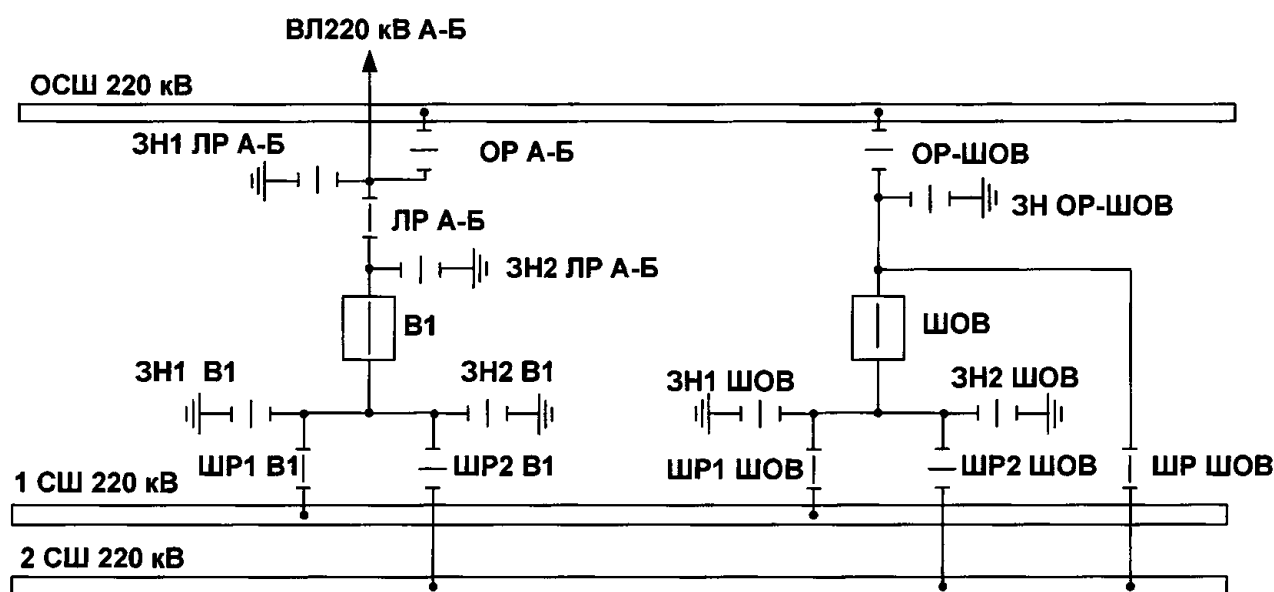 ВЛ220 кВ А-Б
ОСШ 220 кВ
ЗН1 ЛР А-Б
ОР А-Б
ОР-ШОВ
ЗН ОР-ШОВ
ЛР А-Б
ЗН2 ЛР А-Б
В1
ШОВ
ЗН1 В1
ЗН2 В1
ЗН1 ШОВ
ЗН2 ШОВ
ШР1 В1
ШР2 В1
ШР1 ШОВ
ШР2 ШОВ
ШР ШОВ
1 СШ 220 кВ
2 СШ 220 кВ